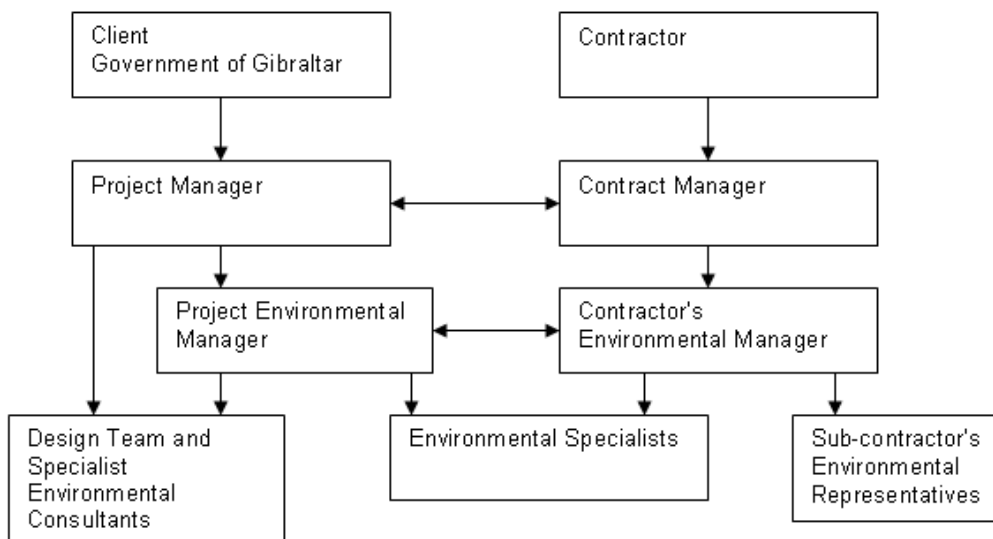 Client
Government of Gibraltar
Contractor
Project Manager
Contract Manager
Project Environmental
Manager
Contractor's
Environmental Manager
Design Team and
Specialist
Environmental
Consultants
Environmental Specialists
Sub-contractor's
Environmental
Representatives